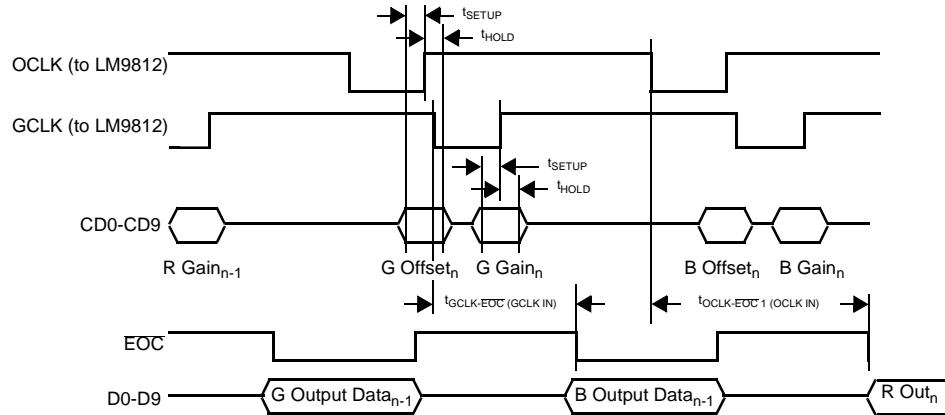 tSETUP
tHOLD
OCLK (to LM9812)
GCLK (to LM9812)
tSETUP
tHOLD
CD0-CD9
R Gainn-1
G Offsetn
G Gainn
B Offsetn
B Gainn
tGCLK-EOC (GCLK IN)
tOCLK-EOC 1 (OCLK IN)
EOC
D0-D9
G Output Datan-1
B Output Datan-1
R Outn